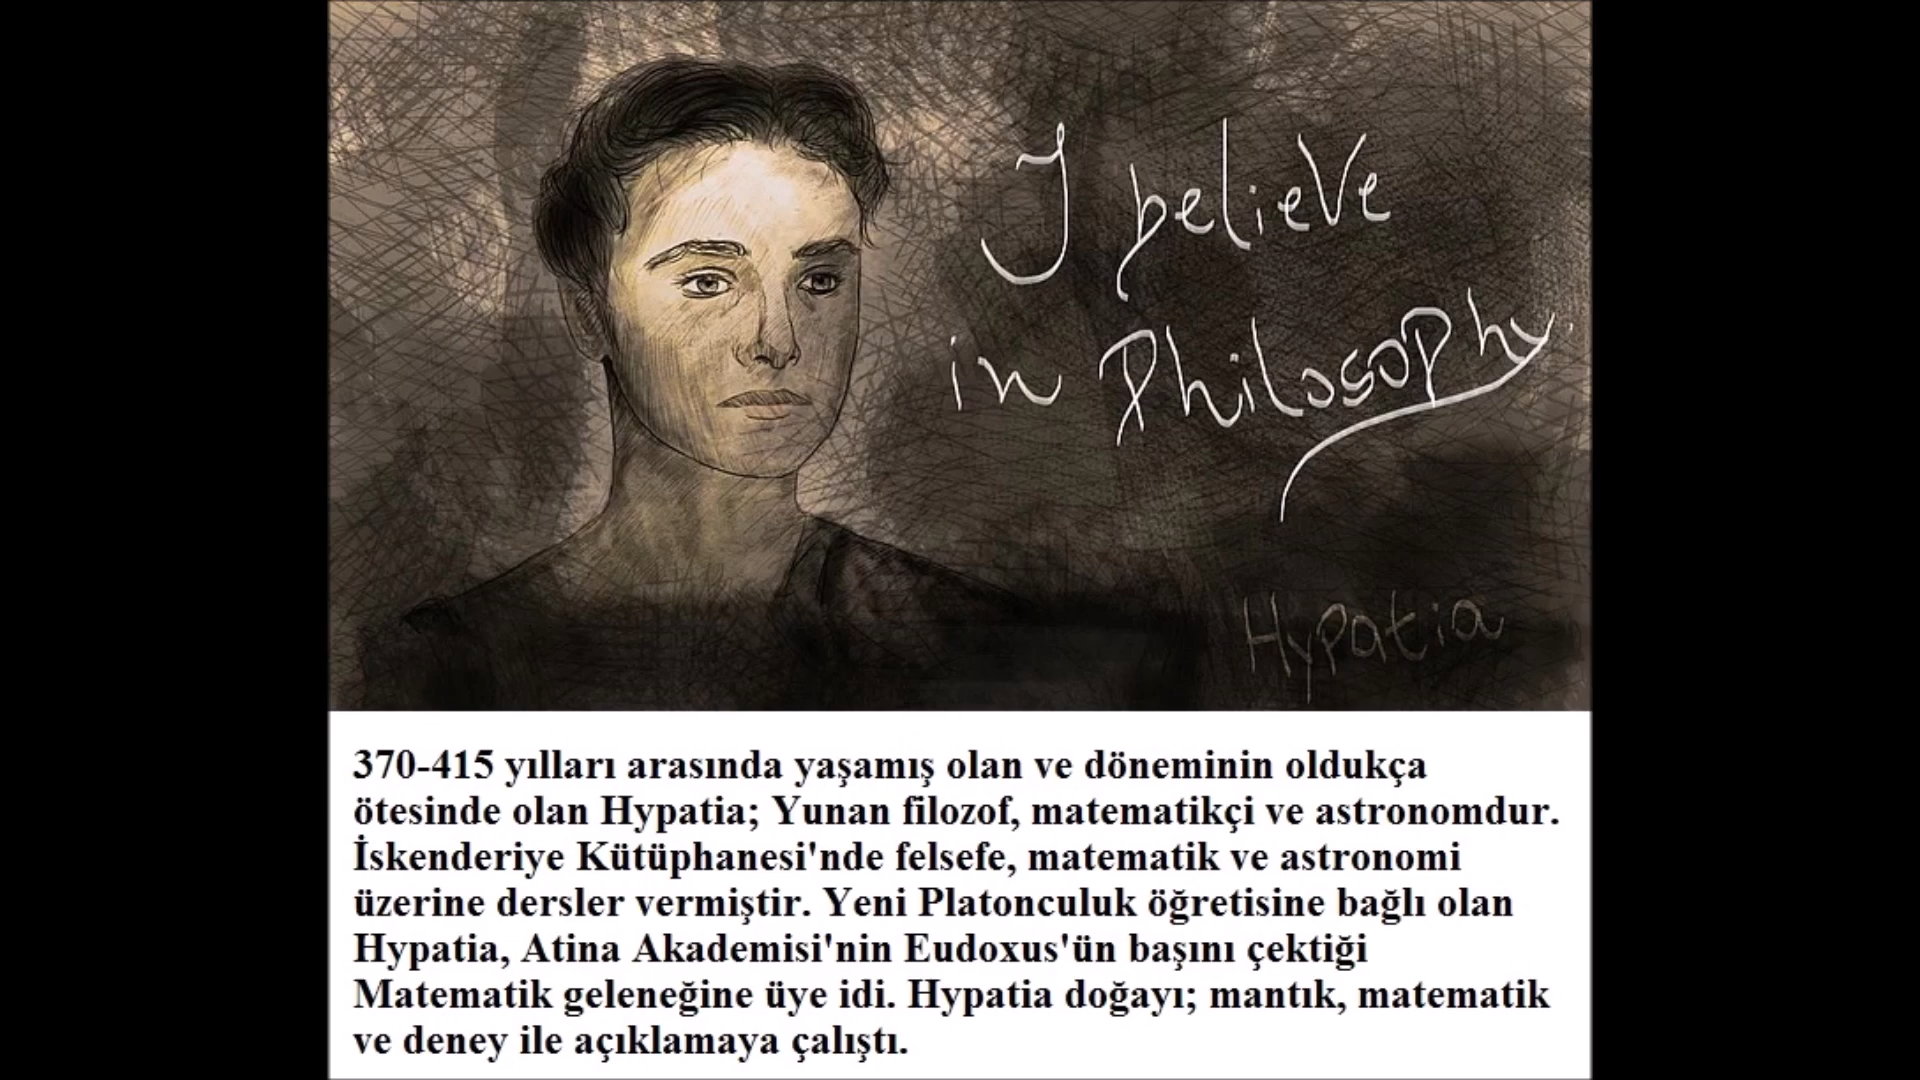 I believe
in Philosophy
Hypatia
370-415 yılları arasında yaşamış olan ve döneminin oldukça
ötesinde olan Hypatia; Yunan filozof, matematikçi ve astronomdur.
İskenderiye Kütüphanesi'nde felsefe, matematik ve astronomi
üzerine dersler vermiştir. Yeni Platonculuk öğretisine bağlı olan
Hypatia, Atina Akademisi'nin Eudoxus'ün başını çektiği
Matematik geleneğine üye idi. Hypatia doğayı; mantık, matematik
ve deney ile açıklamaya çalıştı.